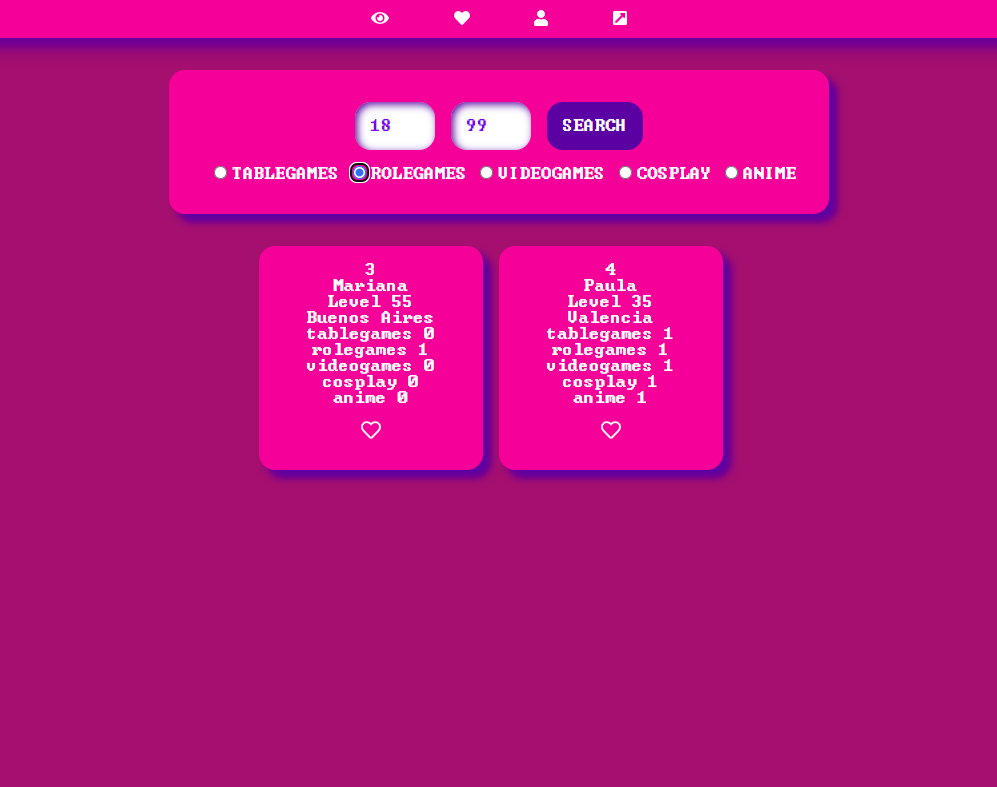 18 99 SEARCH
TABLEGAMES ROLEGAMES VIDEOGAMES COSPLAY ANIME
3
Mariana
Level 55
Buenos Aires
tablegames 0
rolegames 1
videogames 0
cosplay 0
anime 0
4
Paula
Level 35
Valencia
tablegames 1
rolegames 1
videogames 1
cosplay 1
anime 1